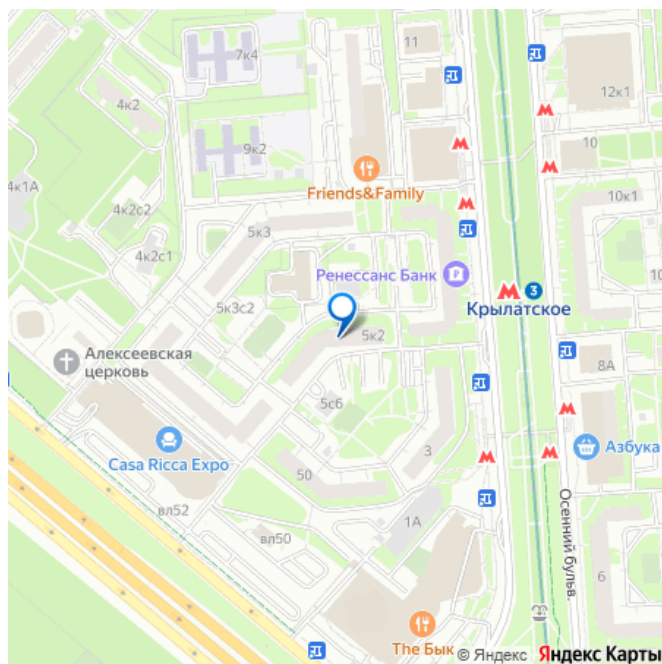 11
7к4
12к1
4к2
10
9к2
Friends&Family
4к1А
10к1
4к2с2
5к3
4к2с1
Ренессанс Банк
3
Крылатское
5к3с2
5к2
Алексеевская
церковь
8А
5с6
Азбука
3
Casa Ricca Expo
50
вл52
1А
Осенний бульв.
вл50
6
The Бык
© Яндекс Яндекс Карты